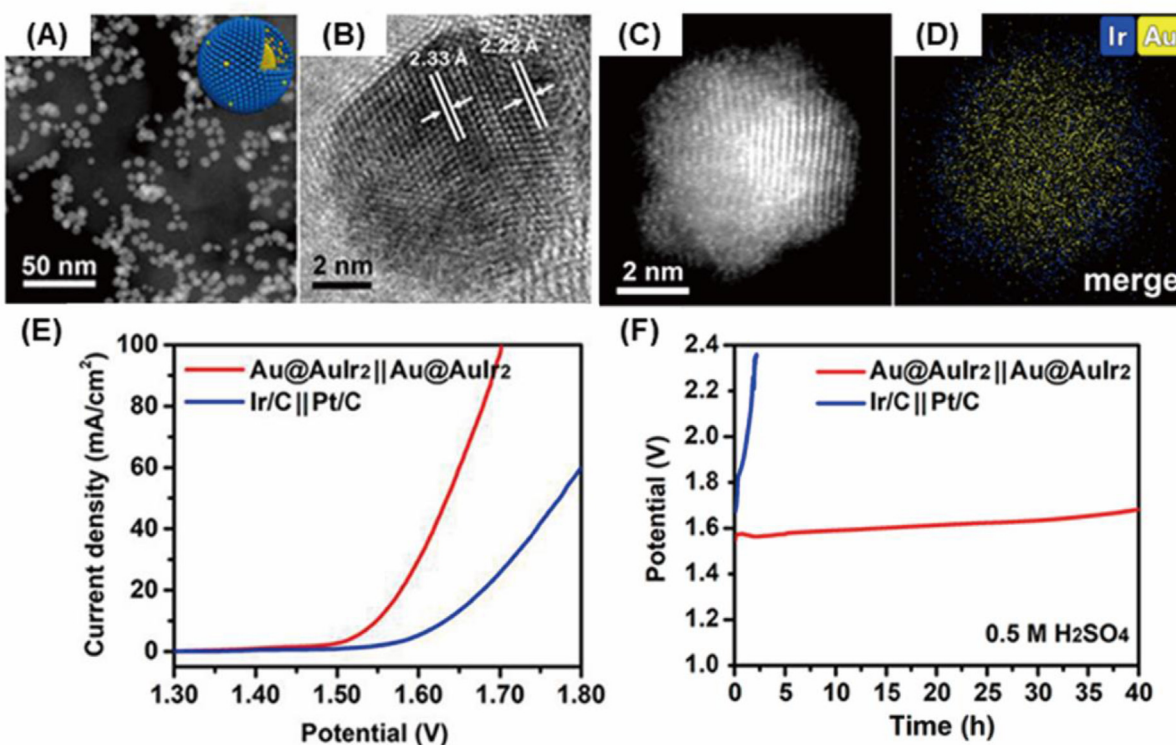 (A)
50 nm
(B)
2.33 Å
2.22 Å
2 nm
(C)
2 nm
(D)
Ir Au
merge
(E)
Current density (mA/cm²)
100
80
60
40
20
0
Au@AuIr₂||Au@AuIr₂
Ir/C||Pt/C
1.30 1.40 1.50 1.60 1.70 1.80
Potential (V)
(F)
Potential (V)
2.4
2.2
2.0
1.8
1.6
1.4
1.2
1.0
Au@AuIr₂||Au@AuIr₂
Ir/C||Pt/C
0.5 M H₂SO₄
0 5 10 15 20 25 30 35 40
Time (h)